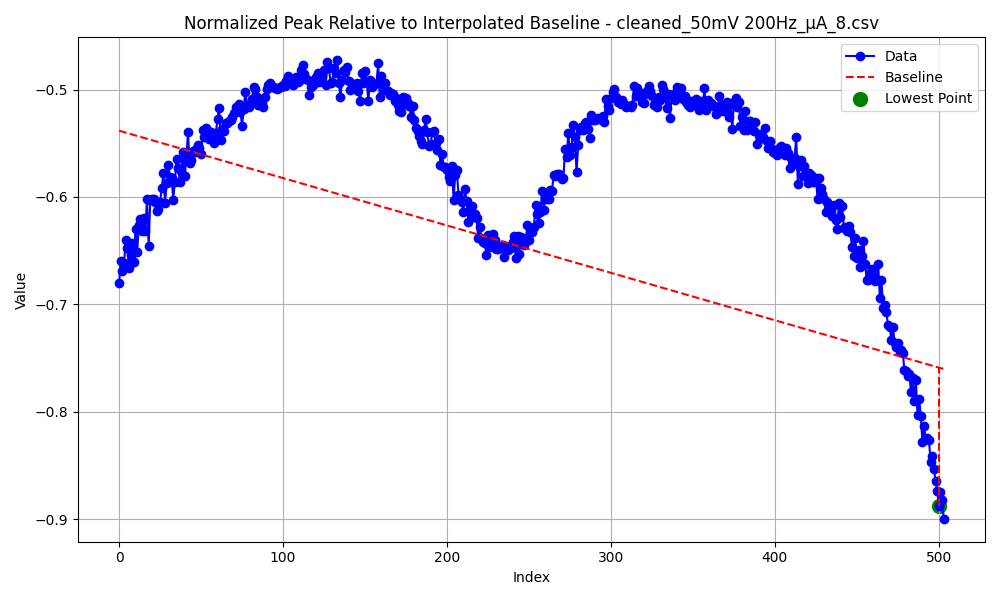 Normalized Peak Relative to Interpolated Baseline - cleaned_50mV 200Hz_μA_8.csv
Data
Baseline
Lowest Point
−0.5
−0.6
−0.7
−0.8
−0.9
Value
0
100
200
300
400
500
Index